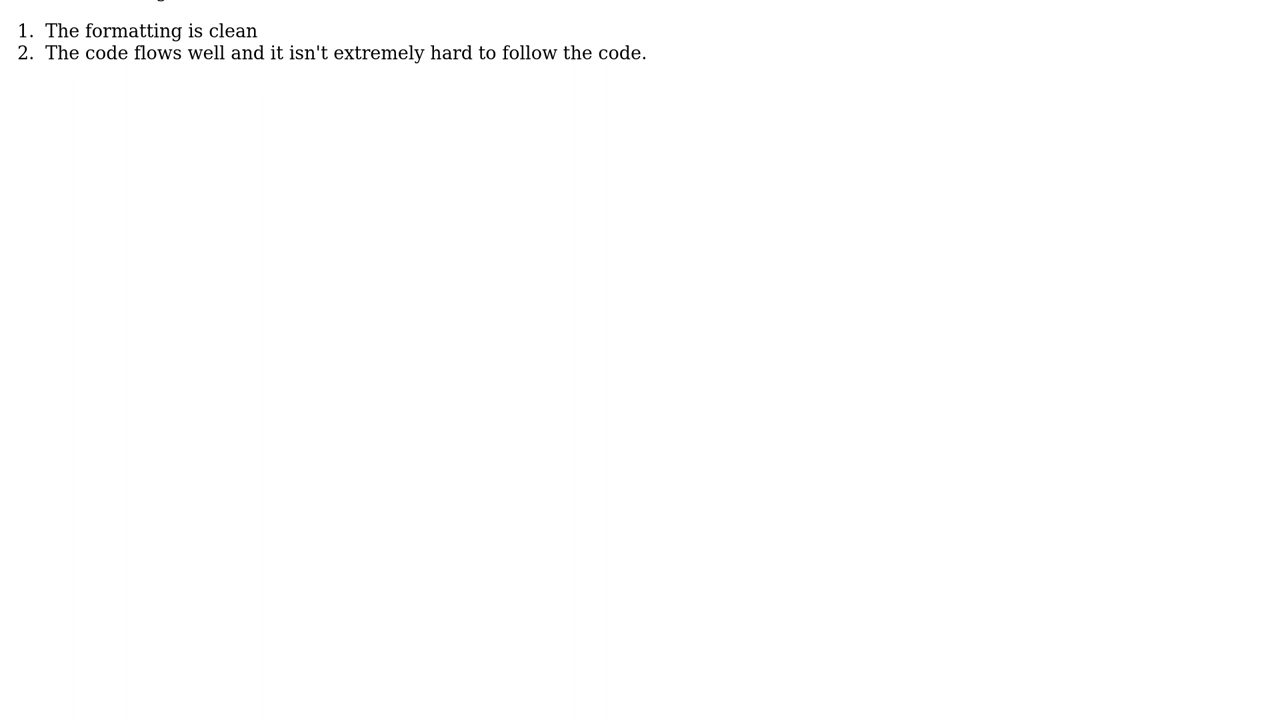 1. The formatting is clean
2. The code flows well and it isn't extremely hard to follow the code.